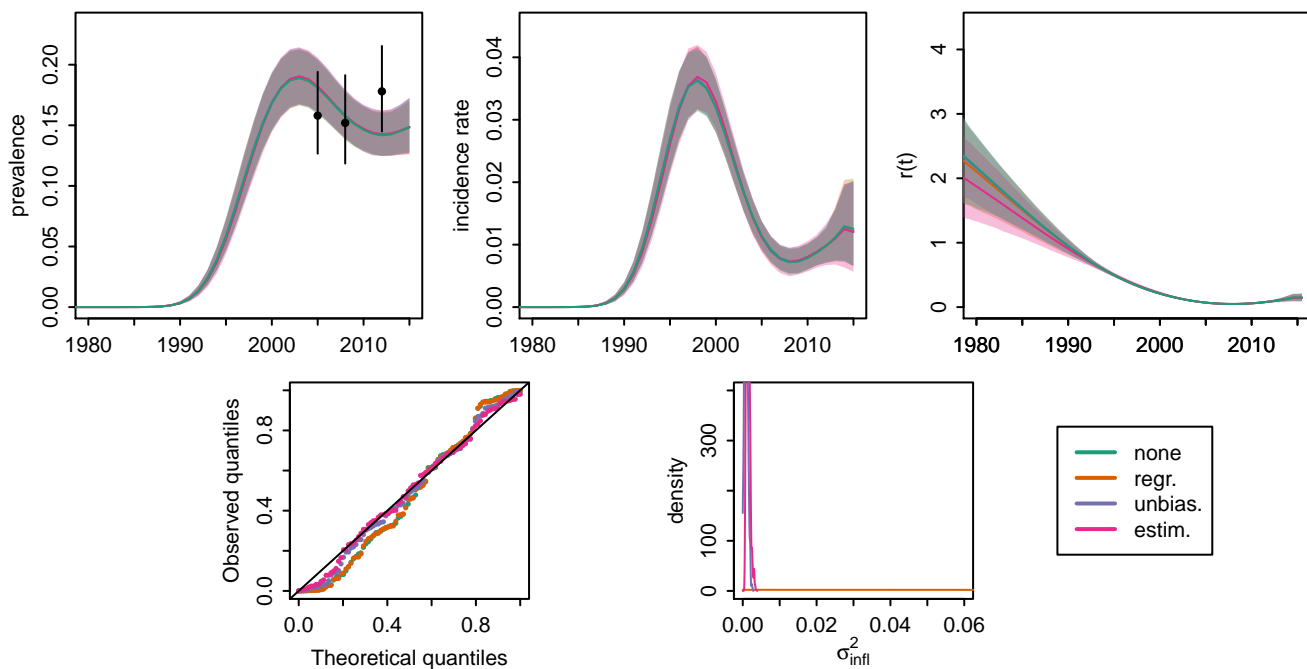 prevalence
0.00 0.05 0.10 0.15 0.20
1980 1990 2000 2010
incidence rate
0.00 0.01 0.02 0.03 0.04
1980 1990 2000 2010
r(t)
0 1 2 3 4
1980 1990 2000 2010
Observed quantiles
0.0 0.4 0.8
0.0 0.4 0.8
Theoretical quantiles
density
0 100 300
0.00 0.02 0.04 0.06
σ²infl
none
regr.
unbias.
estim.